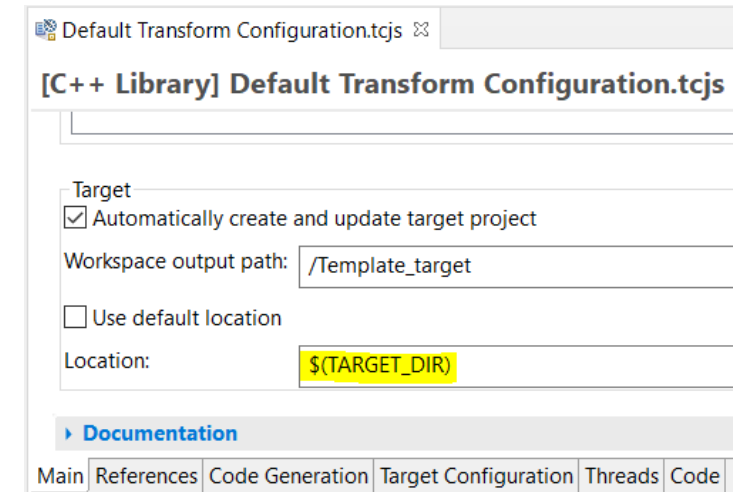 Default Transform Configuration.tcjs
[C++ Library] Default Transform Configuration.tcjs
Target
Automatically create and update target project
Workspace output path: /Template_target
Use default location
Location: $(TARGET_DIR)
Documentation
Main References Code Generation Target Configuration Threads Code